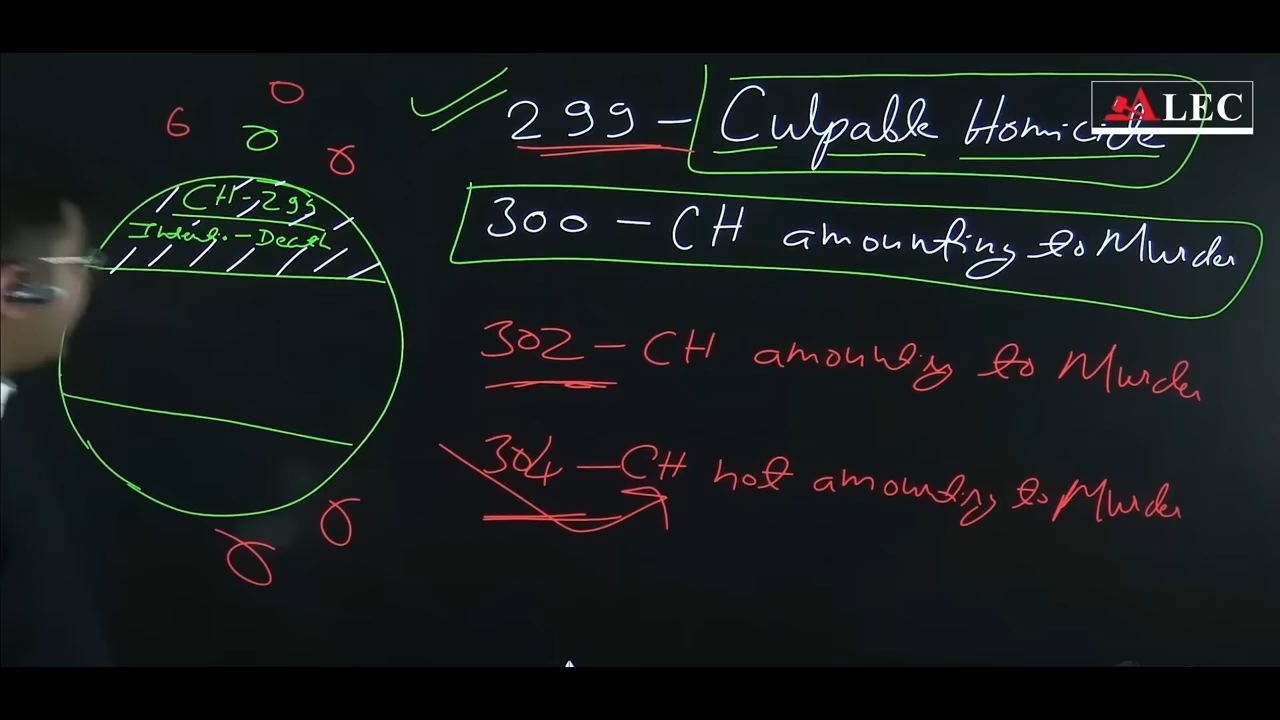 ALEC
299 - Culpable Homicide
300 - CH amounting to Murder
302 - CH amounting to Murder
304 - CH not amounting to Murder
CH-299
Death